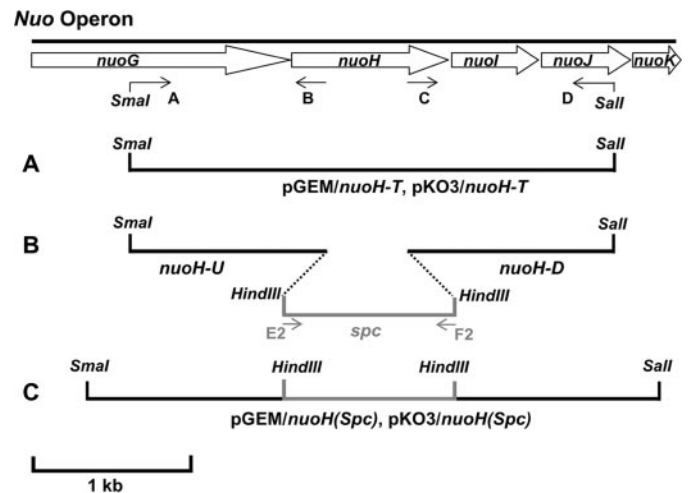 Nuo Operon
nuoG nuoH nuoI nuoJ nuoK
SmaI A B C D SalI
A SmaI SalI
pGEM/nuoH-T, pKO3/nuoH-T
B SmaI SalI
nuoH-U nuoH-D
HindIII HindIII
E2 spc F2
C SmaI HindIII HindIII SalI
pGEM/nuoH(Spc), pKO3/nuoH(Spc)
1 kb